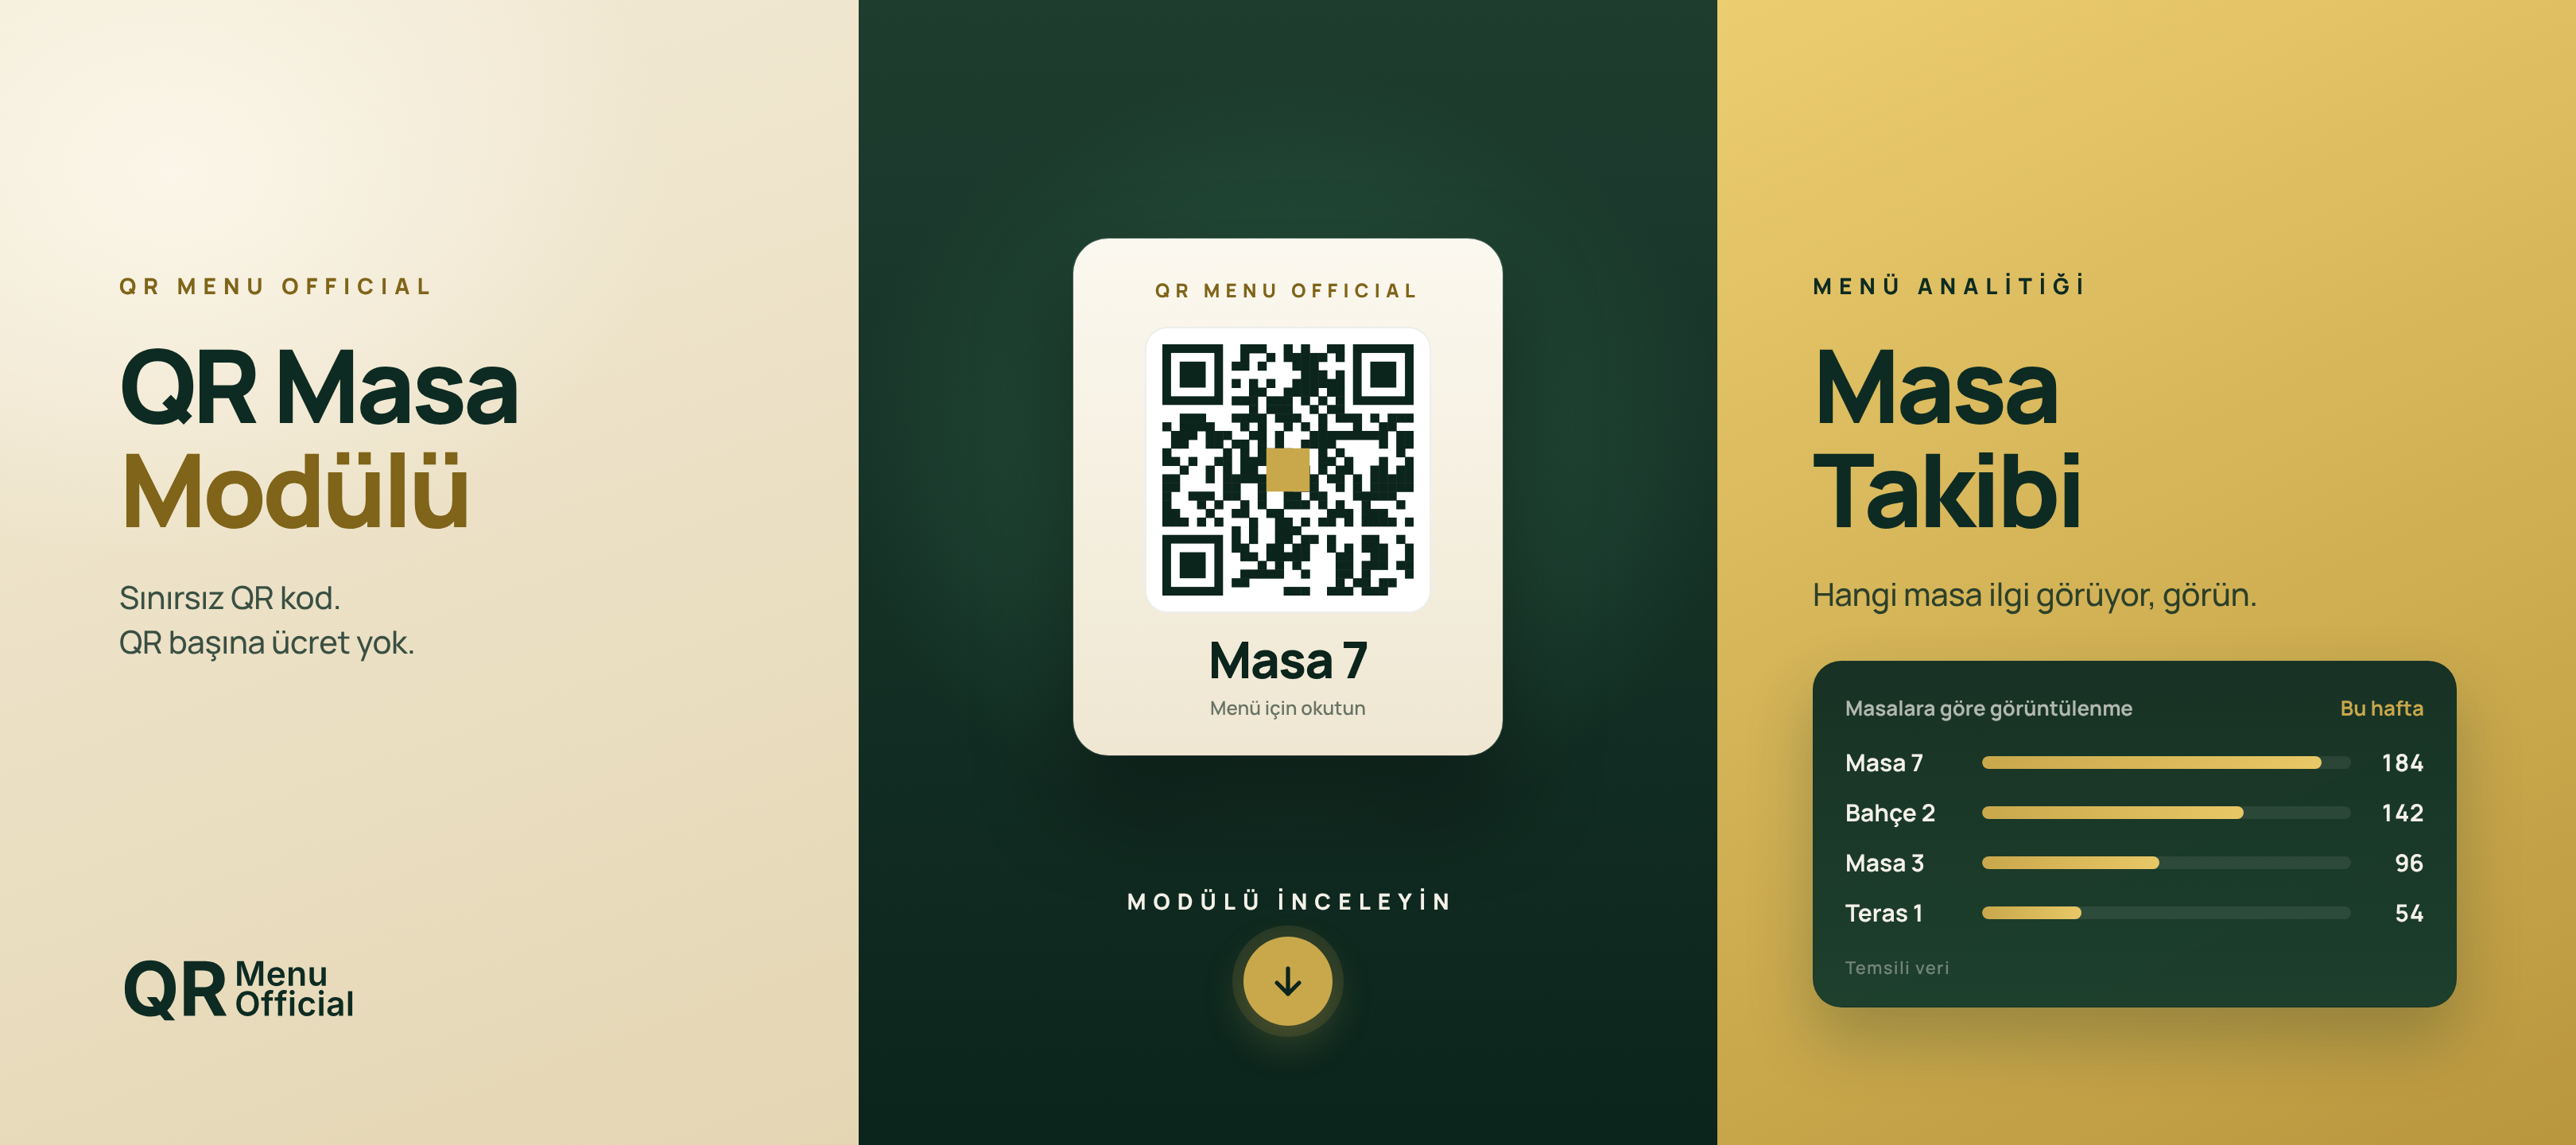 QR MENU OFFICIAL
QR Masa
Modülü
Sınırsız QR kod.
QR başına ücret yok.
QR Menu
Official
QR MENU OFFICIAL
Masa 7
Menü için okutun
MODÜLÜ İNCELEYİN
MENÜ ANALİTİĞİ
Masa
Takibi
Hangi masa ilgi görüyor, görün.
Masalara göre görüntülenme Bu hafta
Masa 7 184
Bahçe 2 142
Masa 3 96
Teras 1 54
Temsili veri